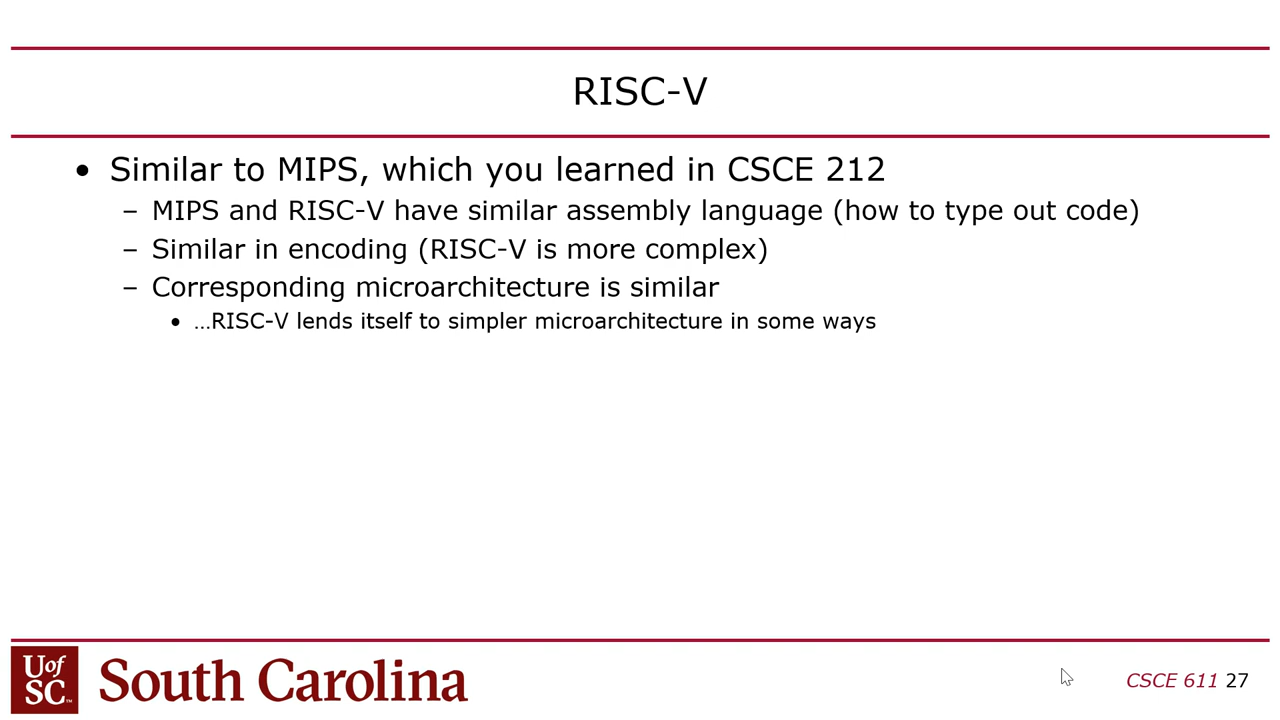 RISC-V
• Similar to MIPS, which you learned in CSCE 212
– MIPS and RISC-V have similar assembly language (how to type out code)
– Similar in encoding (RISC-V is more complex)
– Corresponding microarchitecture is similar
• …RISC-V lends itself to simpler microarchitecture in some ways
UofSC™
South Carolina
CSCE 611 27